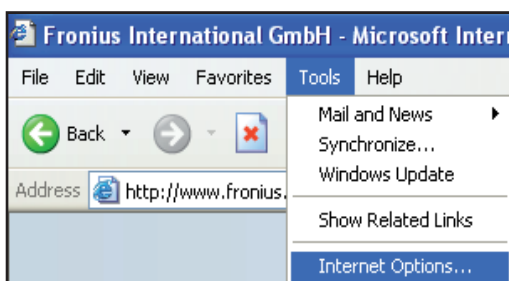 Fronius International GmbH - Microsoft Inter
File Edit View Favorites Tools Help
Back
Mail and News
Synchronize...
Windows Update
Address http://www.fronius.
Show Related Links
Internet Options...